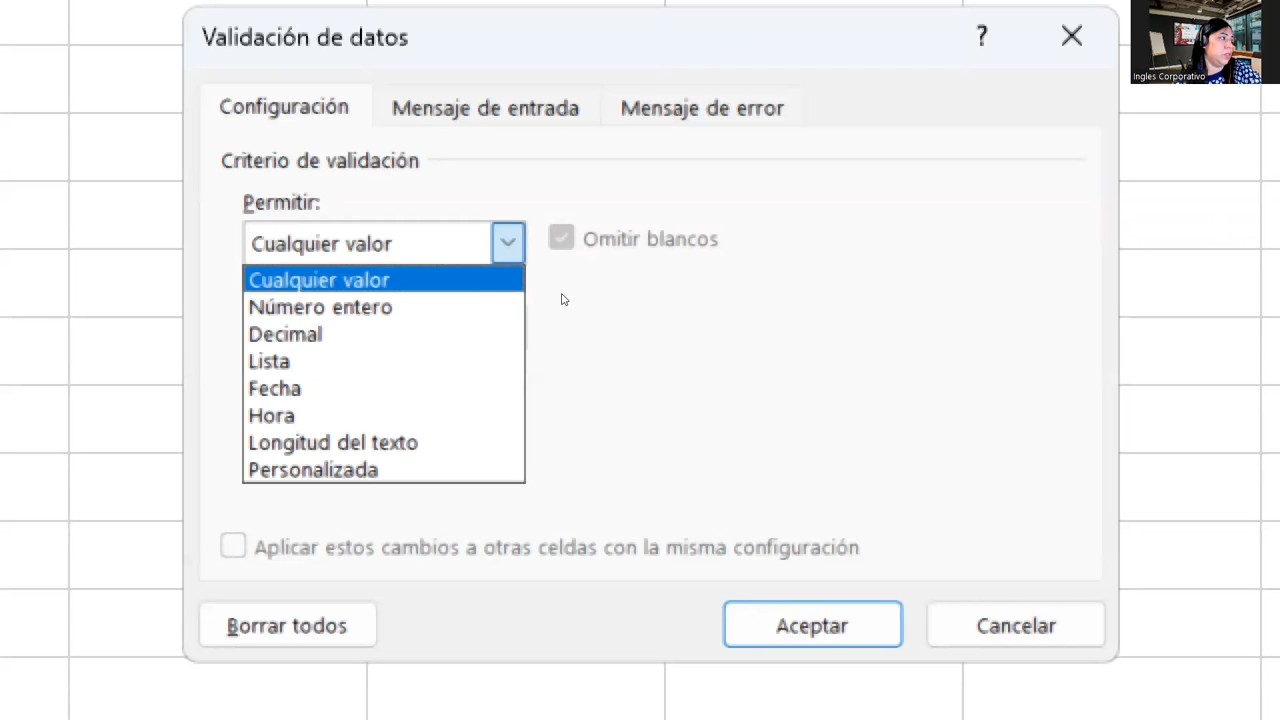 Validación de datos
?
Ingles Corporativo
Configuración
Mensaje de entrada
Mensaje de error
Criterio de validación
Permitir:
Cualquier valor
Omitir blancos
Cualquier valor
Número entero
Decimal
Lista
Fecha
Hora
Longitud del texto
Personalizada
Aplicar estos cambios a otras celdas con la misma configuración
Borrar todos
Aceptar
Cancelar